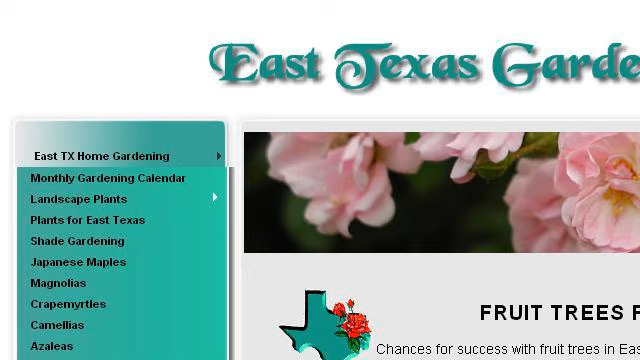 East Texas Garde
East TX Home Gardening
Monthly Gardening Calendar
Landscape Plants
Plants for East Texas
Shade Gardening
Japanese Maples
Magnolias
Crapemyrtles
Camellias
Azaleas
FRUIT TREES F
Chances for success with fruit trees in Eas